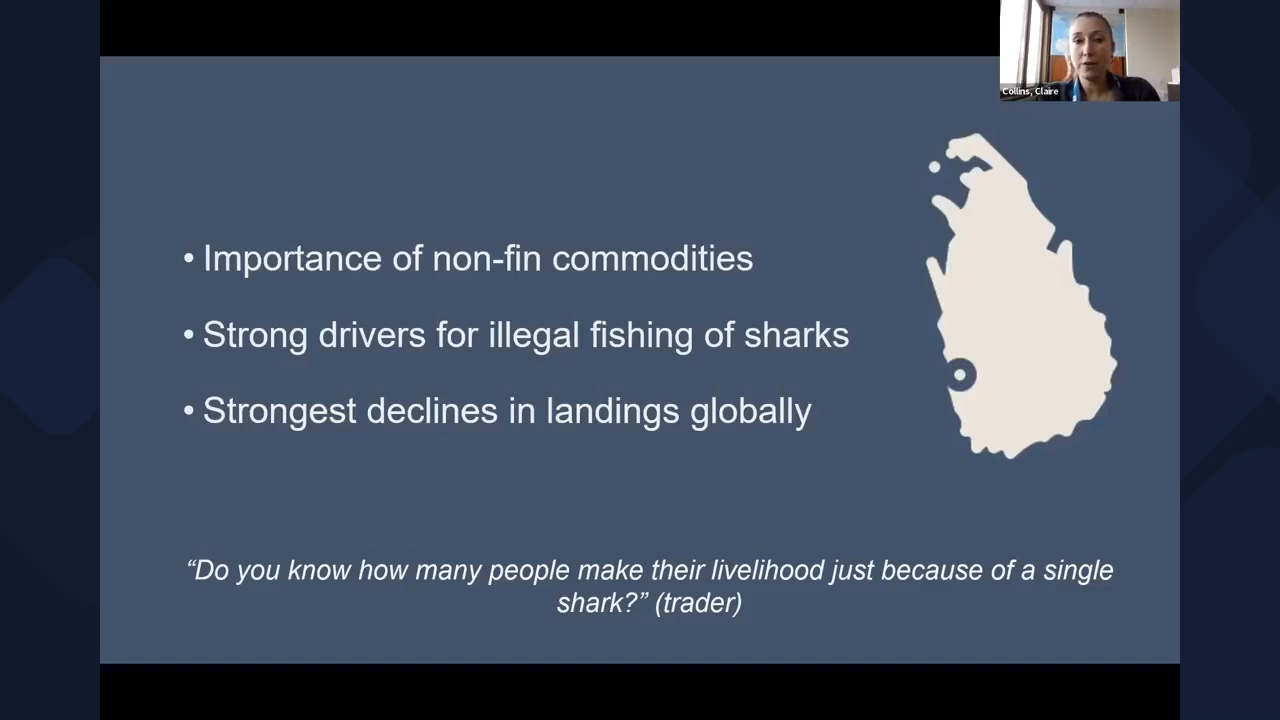 Collins, Claire
• Importance of non-fin commodities
• Strong drivers for illegal fishing of sharks
• Strongest declines in landings globally
“Do you know how many people make their livelihood just because of a single
shark?” (trader)